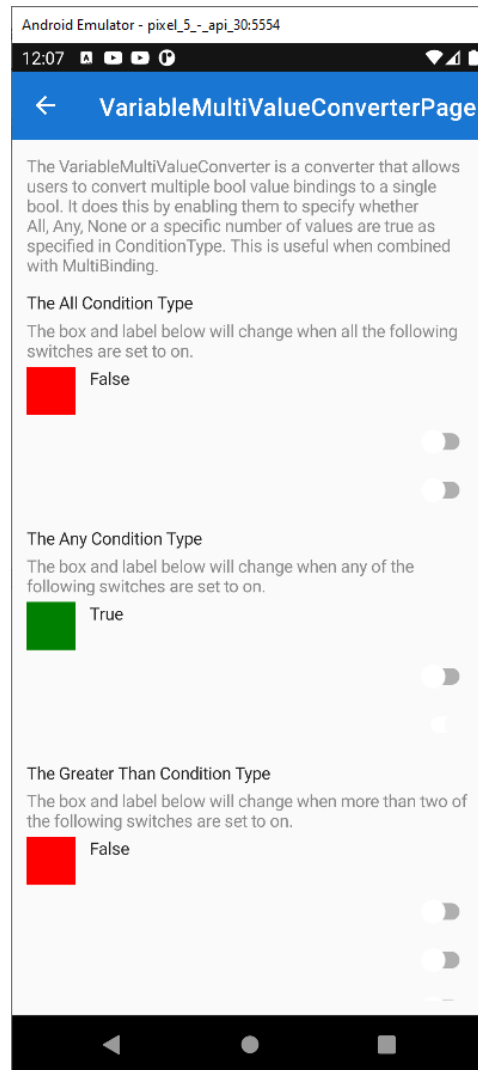 Android Emulator - pixel_5_-_api_30:5554
12:07
VariableMultiValueConverterPage
The VariableMultiValueConverter is a converter that allows
users to convert multiple bool value bindings to a single
bool. It does this by enabling them to specify whether
All, Any, None or a specific number of values are true as
specified in ConditionType. This is useful when combined
with MultiBinding.
The All Condition Type
The box and label below will change when all the following
switches are set to on.
False
The Any Condition Type
The box and label below will change when any of the
following switches are set to on.
True
The Greater Than Condition Type
The box and label below will change when more than two of
the following switches are set to on.
False